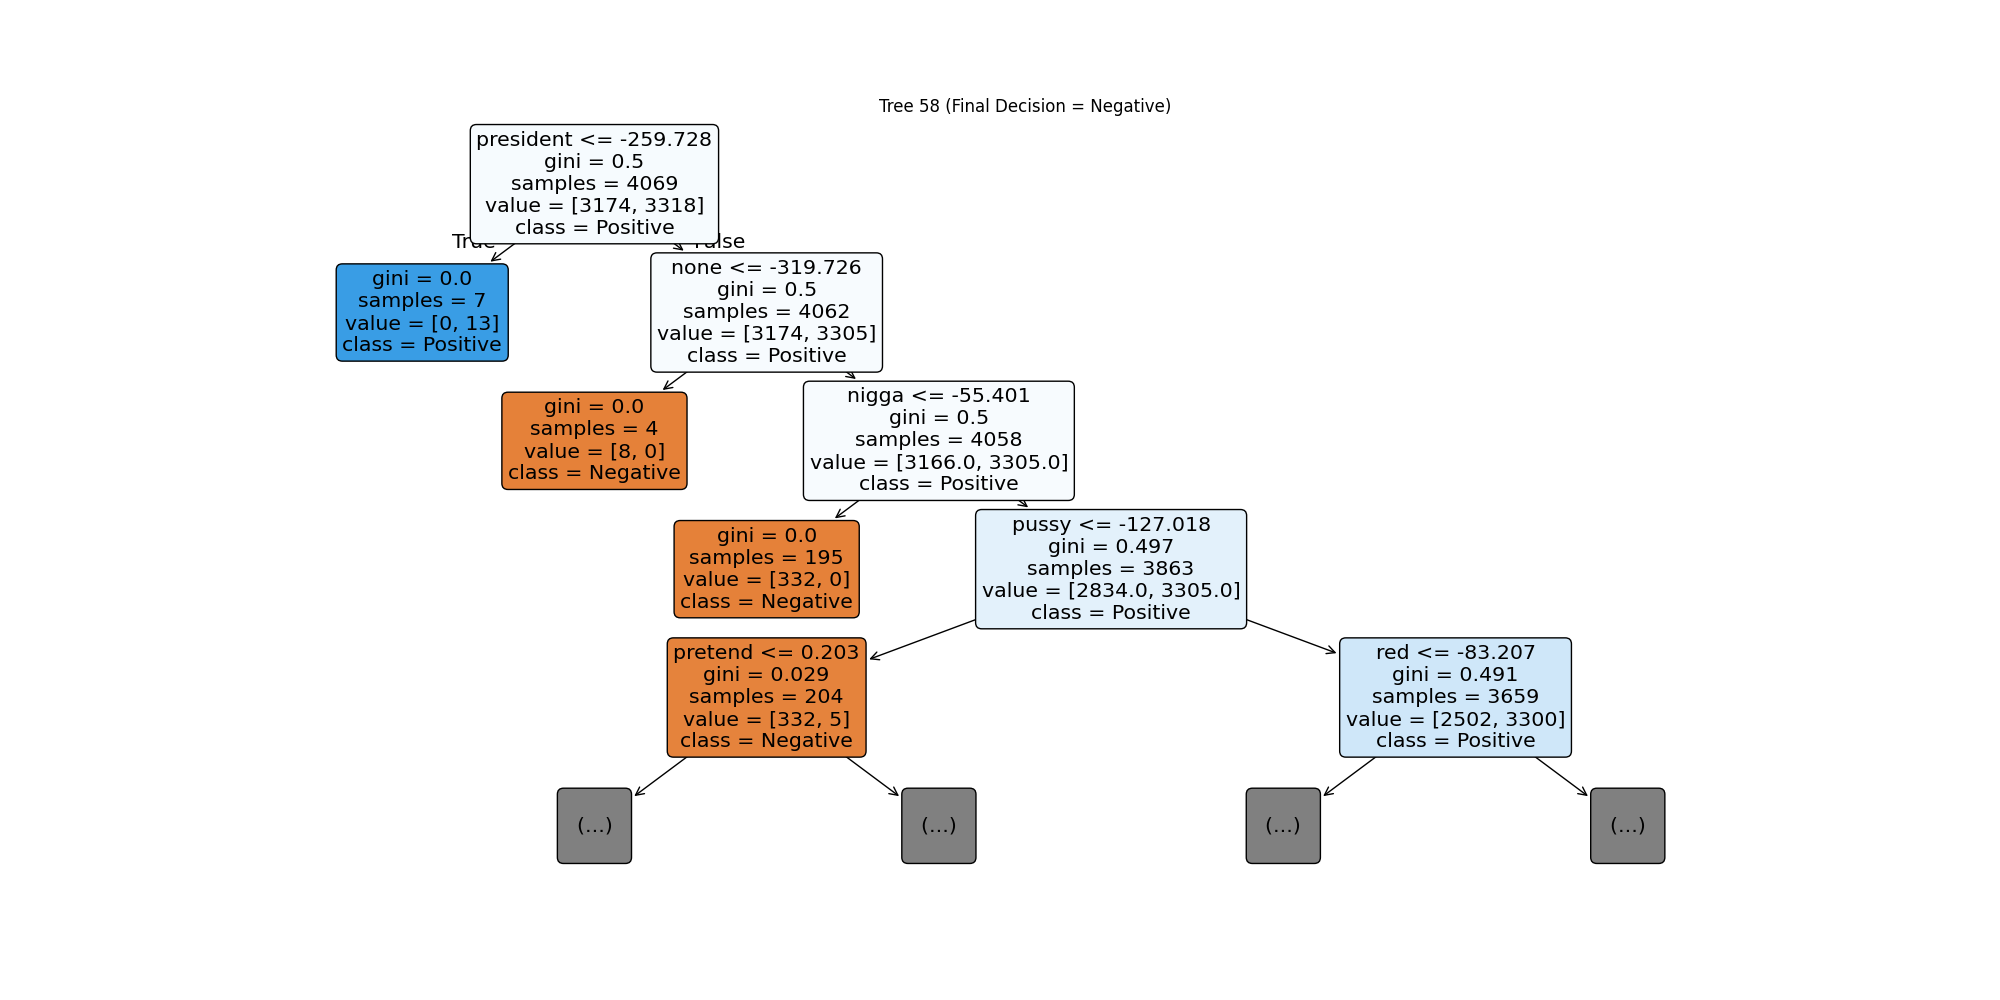 Tree 58 (Final Decision = Negative)
president <= -259.728
gini = 0.5
samples = 4069
value = [3174, 3318]
class = Positive
True
False
gini = 0.0
samples = 7
value = [0, 13]
class = Positive
none <= -319.726
gini = 0.5
samples = 4062
value = [3174, 3305]
class = Positive
gini = 0.0
samples = 4
value = [8, 0]
class = Negative
nigga <= -55.401
gini = 0.5
samples = 4058
value = [3166.0, 3305.0]
class = Positive
gini = 0.0
samples = 195
value = [332, 0]
class = Negative
pussy <= -127.018
gini = 0.497
samples = 3863
value = [2834.0, 3305.0]
class = Positive
pretend <= 0.203
gini = 0.029
samples = 204
value = [332, 5]
class = Negative
red <= -83.207
gini = 0.491
samples = 3659
value = [2502, 3300]
class = Positive
(...)
(...)
(...)
(...)